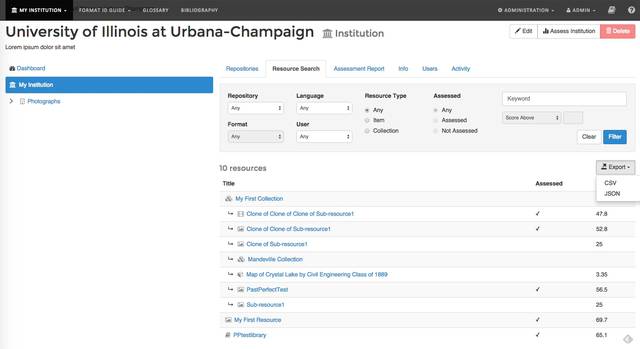 MY INSTITUTION FORMAT ID GUIDE GLOSSARY BIBLIOGRAPHY ADMINISTRATION ADMIN
University of Illinois at Urbana-Champaign Institution
Edit Assess Institution Delete
Lorem ipsum dolor sit amet
Dashboard
My Institution
Photographs
Repositories Resource Search Assessment Report Info Users Activity
Repository Language Resource Type Assessed
Any Any Any Any
Keyword
Item Assessed
Score Above
Format User
Collection Not Assessed
Any Any
Clear Filter
10 resources
Export
CSV
JSON
Title Assessed
My First Collection
Clone of Clone of Clone of Sub-resource1 ✓ 47.8
Clone of Clone of Sub-resource1 ✓ 52.8
Clone of Sub-resource1 25
Mandeville Collection
Map of Crystal Lake by Civil Engineering Class of 1889 3.35
PastPerfectTest ✓ 56.5
Sub-resource1 25
My First Resource ✓ 69.7
PPtestlibrary ✓ 65.1